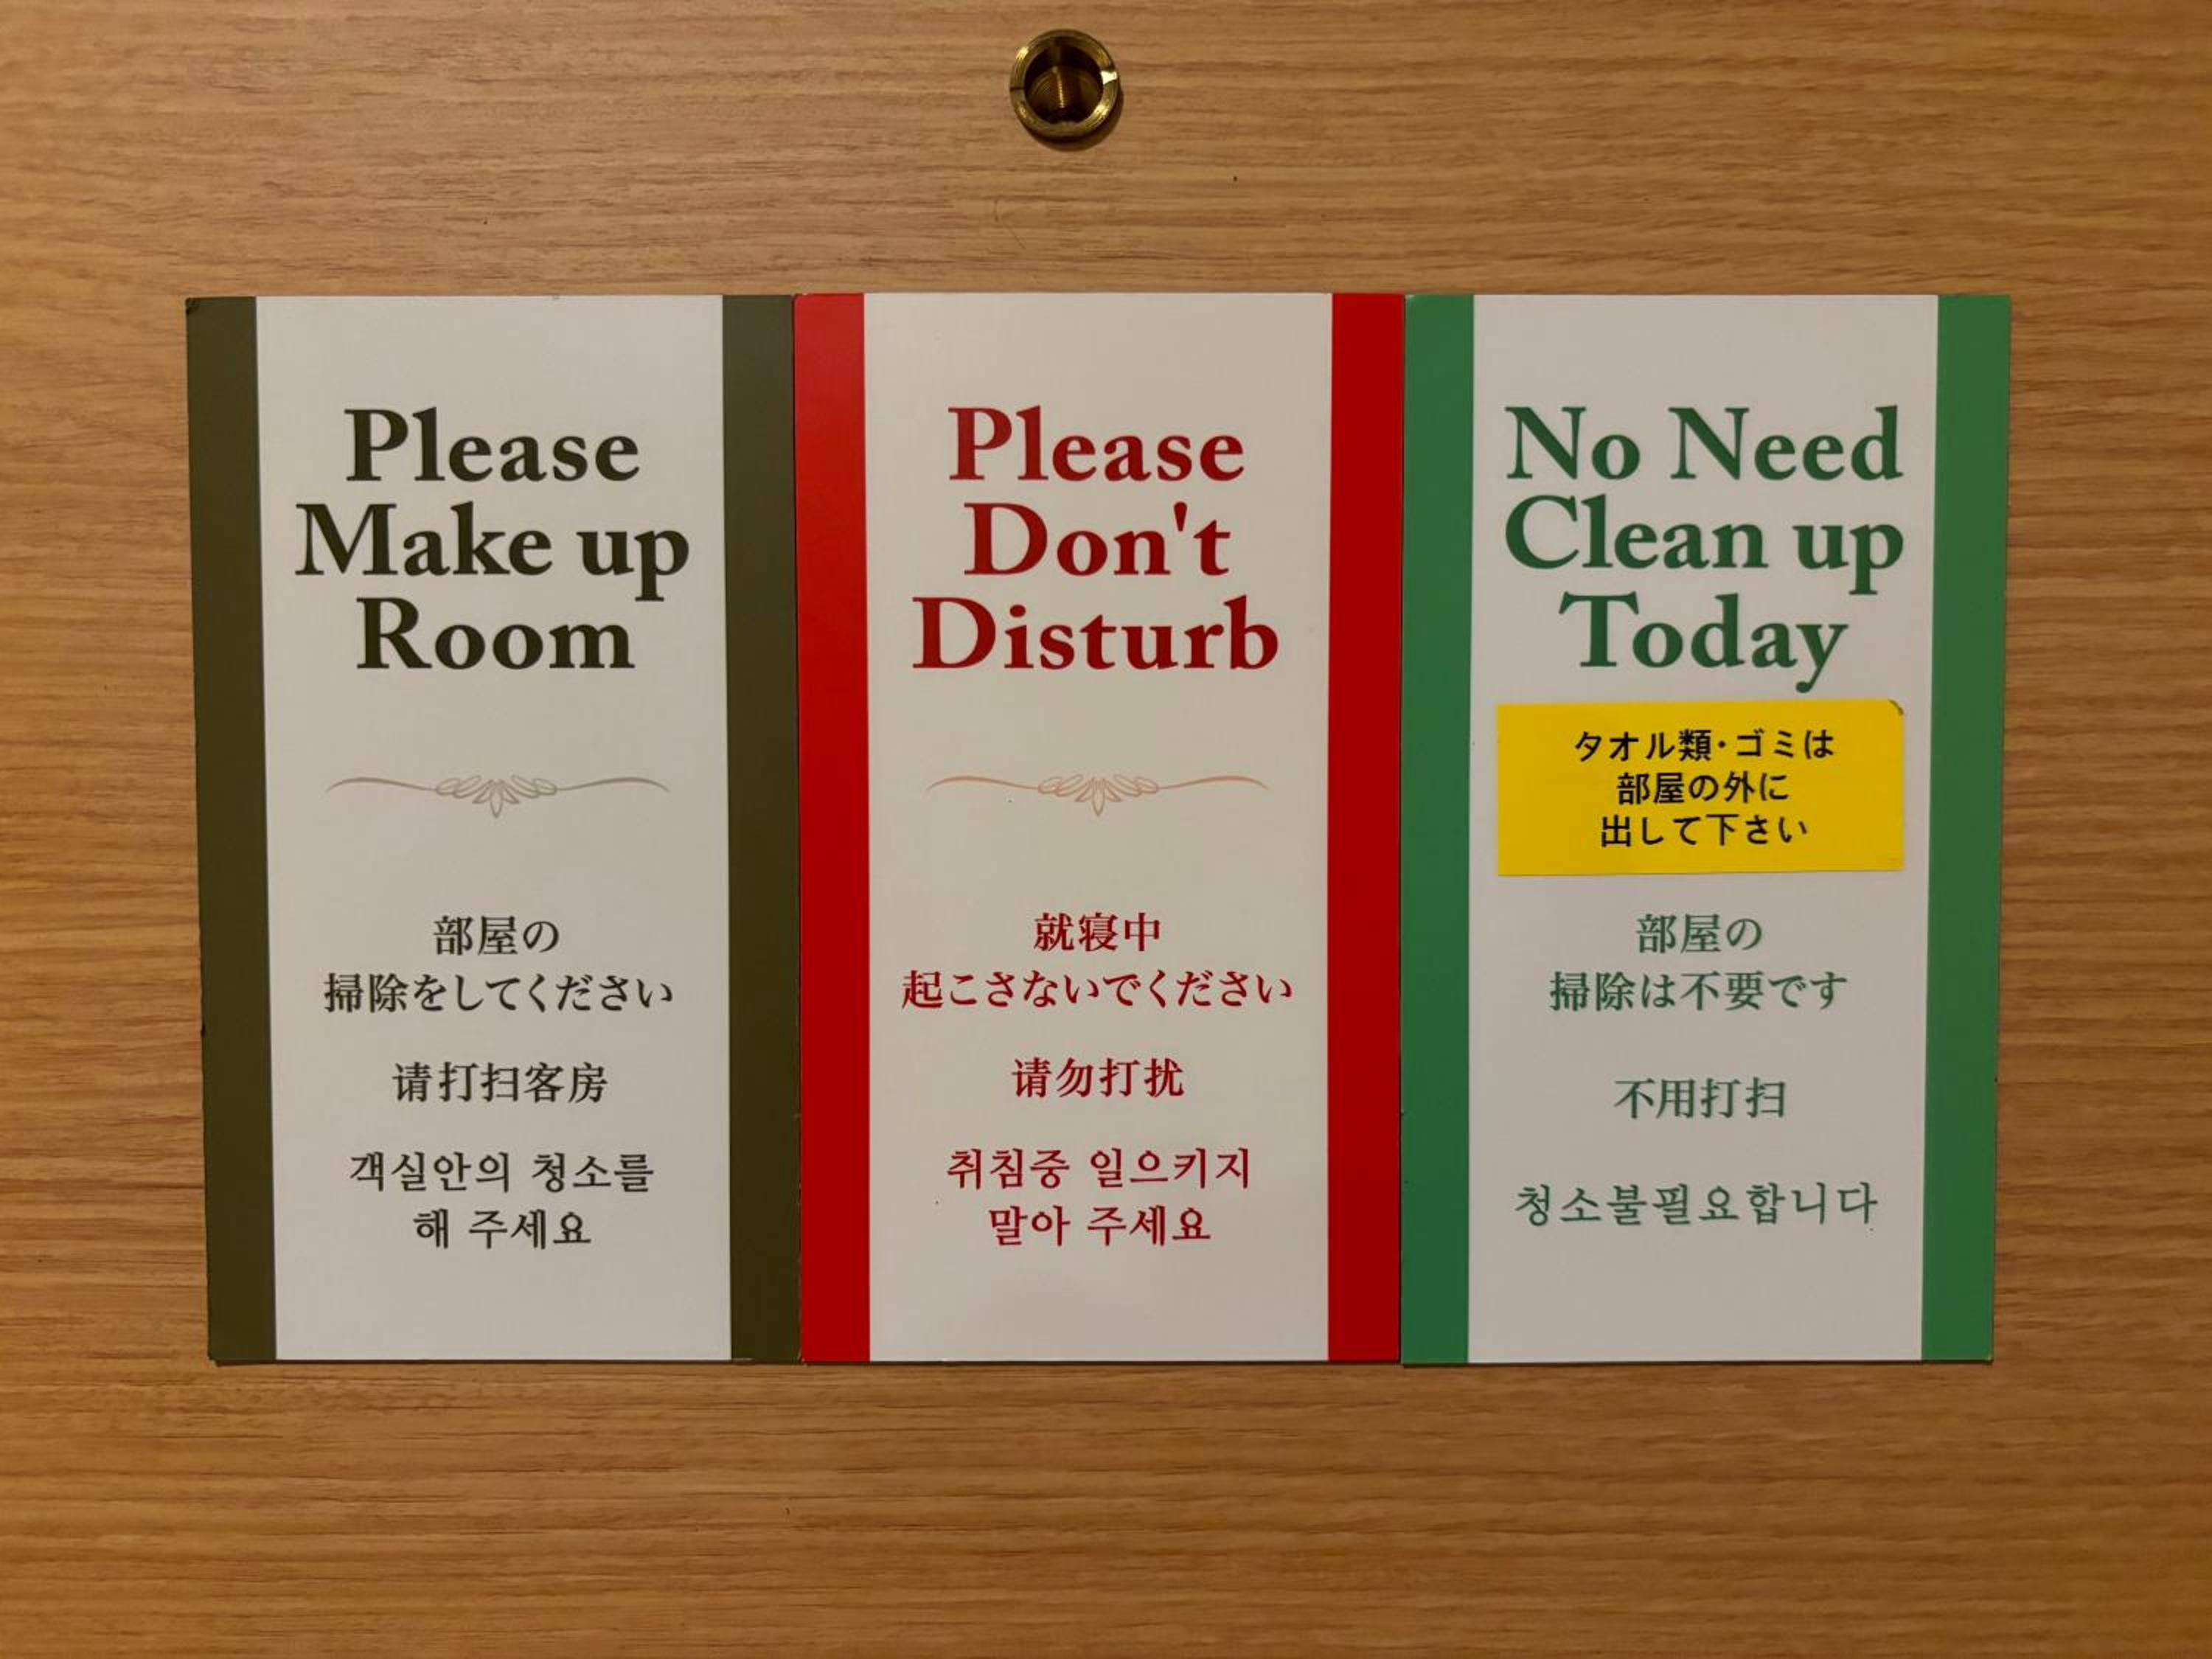 Please
Make up
Room
部屋の
掃除をしてください
请打扫客房
객실안의 청소를
해 주세요
Please
Don't
Disturb
就寝中
起こさないでください
请勿打扰
취침중 일으키지
말아 주세요
No Need
Clean up
Today
タオル類・ゴミは
部屋の外に
出して下さい
部屋の
掃除は不要です
不用打扫
청소불필요합니다